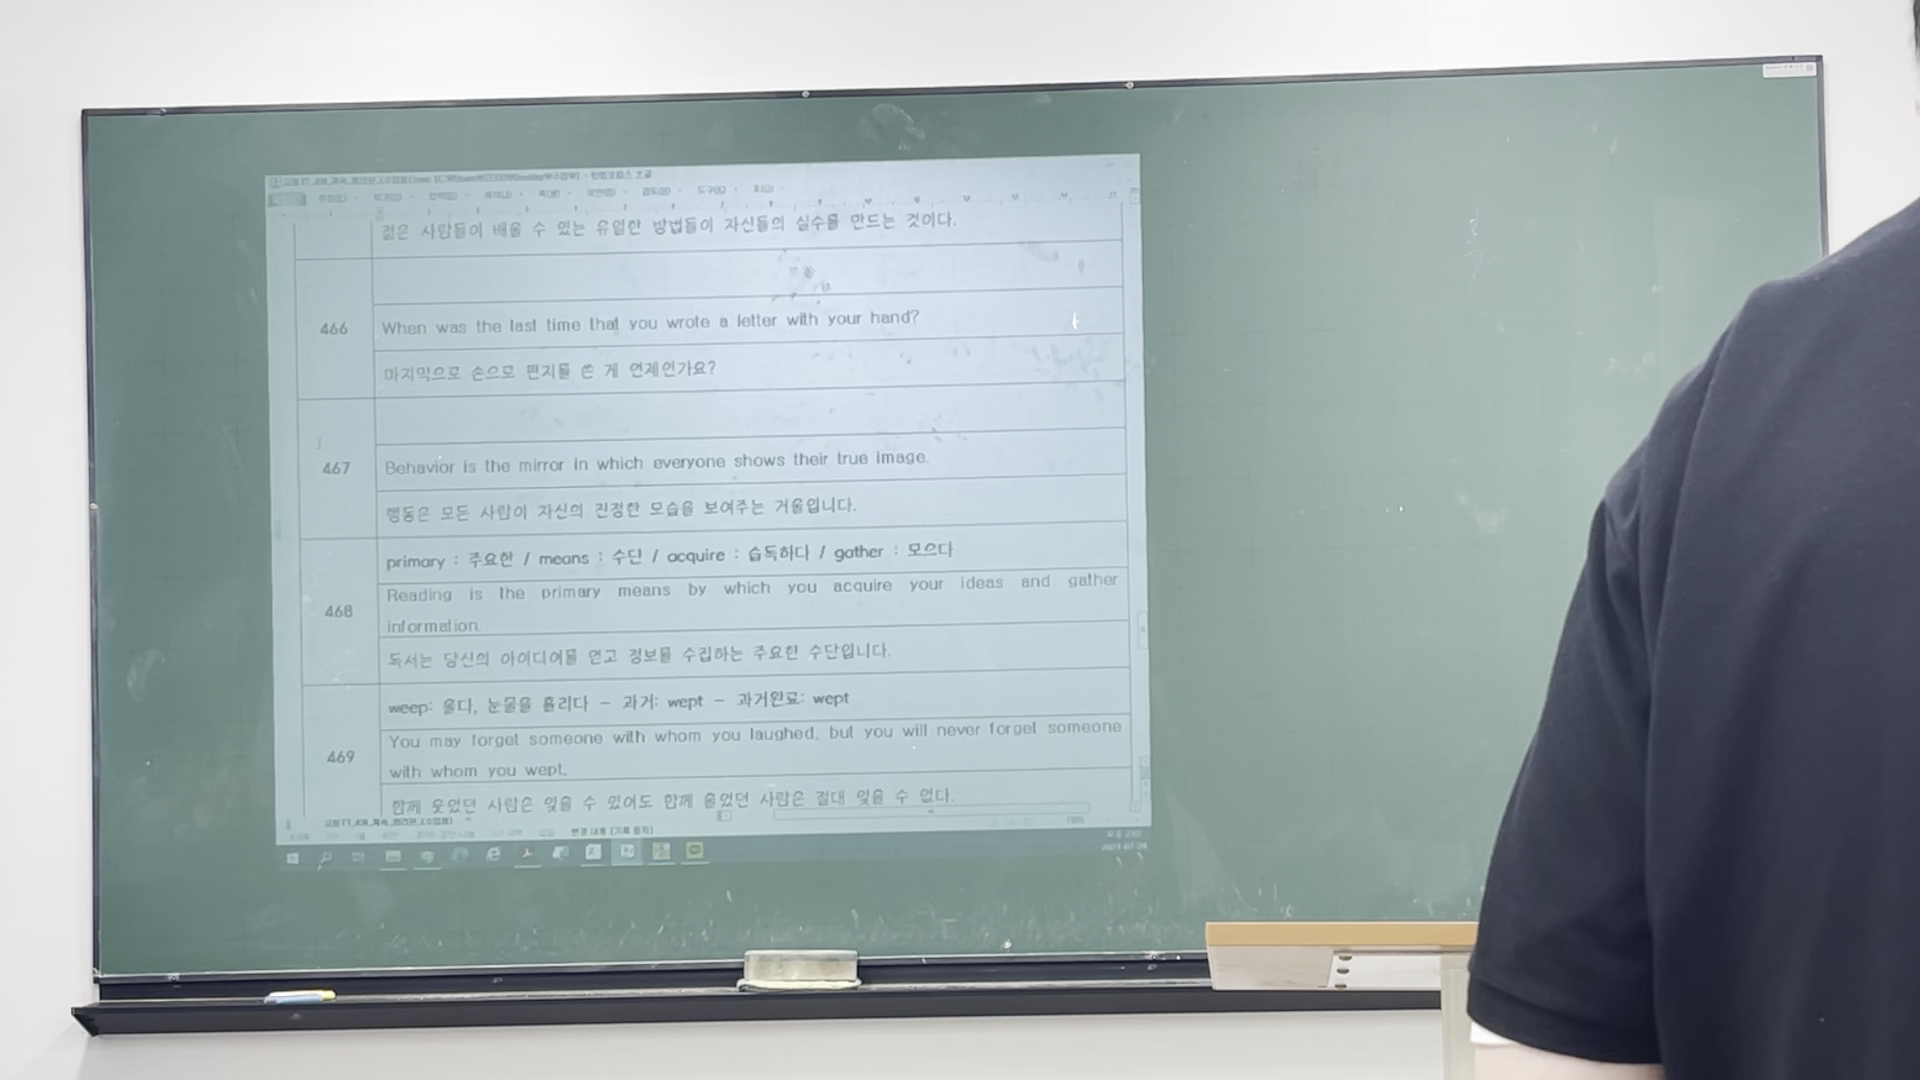 젊은 사람들이 배울 수 있는 유일한 방법들이 자신들의 실수를 만드는 것이다.
466
When was the last time that you wrote a letter with your hand?
마지막으로 손으로 편지를 쓴 게 언제인가요?
467
Behavior is the mirror in which everyone shows their true image.
행동은 모든 사람이 자신의 진정한 모습을 보여주는 거울입니다.
468
primary : 주요한 / means : 수단 / acquire : 습득하다 / gather : 모으다
Reading is the primary means by which you acquire your ideas and gather
information.
독서는 당신의 아이디어를 얻고 정보를 수집하는 주요한 수단입니다.
469
weep: 울다, 눈물을 흘리다 - 과거: wept - 과거완료: wept
You may forget someone with whom you laughed, but you will never forget someone
with whom you wept.
함께 웃었던 사람은 잊을 수 있어도 함께 울었던 사람은 절대 잊을 수 없다.
변경 내용 [기록 중지]